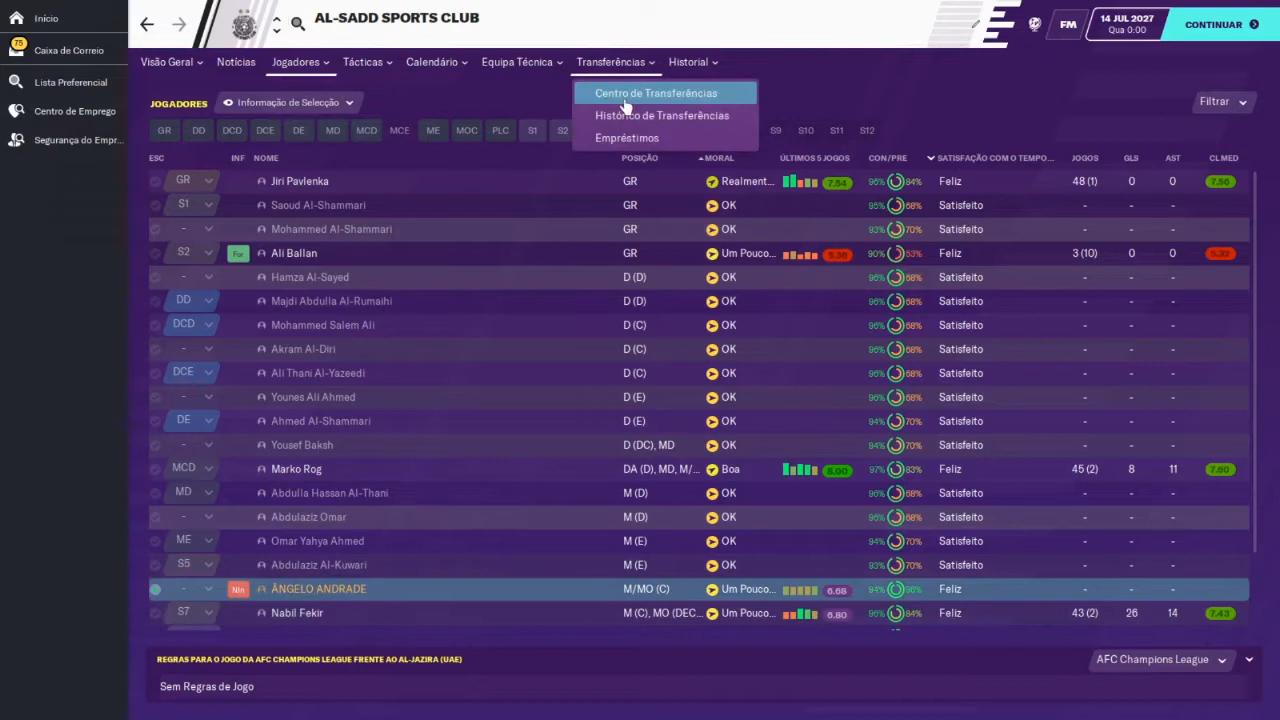 Início
75
Caixa de Correio
Lista Preferencial
Centro de Emprego
Segurança do Empr...
AL-SADD SPORTS CLUB
FM
14 JUL 2027
Qua 0:00
CONTINUAR
Visão Geral Notícias Jogadores Tácticas Calendário Equipa Técnica Transferências Historial
Centro de Transferências
Histórico de Transferências
Empréstimos
JOGADORES Informação de Selecção Filtrar
GR DD DCD DCE DE MD MCD MCE ME MOC PLC S1 S2 S9 S10 S11 S12
ESC INF NOME POSIÇÃO MORAL ÚLTIMOS 5 JOGOS CON/PRE SATISFAÇÃO COM O TEMPO... JOGOS GLS AST CL MED
GR Jiri Pavlenka GR Realment... 7.54 96% 84% Feliz 48 (1) 0 0 7.56
S1 Saoud Al-Shammari GR OK 95% 68% Satisfeito - - - -
- Mohammed Al-Shammari GR OK 93% 70% Satisfeito - - - -
S2 For Ali Ballan GR Um Pouco... 5.38 90% 53% Feliz 3 (10) 0 0 5.32
- Hamza Al-Sayed D (D) OK 96% 68% Satisfeito - - - -
DD Majdi Abdulla Al-Rumaihi D (D) OK 96% 68% Satisfeito - - - -
DCD Mohammed Salem Ali D (C) OK 96% 68% Satisfeito - - - -
- Akram Al-Diri D (C) OK 96% 68% Satisfeito - - - -
DCE Ali Thani Al-Yazeedi D (C) OK 96% 68% Satisfeito - - - -
- Younes Ali Ahmed D (E) OK 96% 68% Satisfeito - - - -
DE Ahmed Al-Shammari D (E) OK 94% 70% Satisfeito - - - -
- Yousef Baksh D (DC), MD OK 94% 70% Satisfeito - - - -
MCD Marko Rog DA (D), MD, M/... Boa 8.00 97% 83% Feliz 45 (2) 8 11 7.60
MD Abdulla Hassan Al-Thani M (D) OK 96% 68% Satisfeito - - - -
- Abdulaziz Omar M (D) OK 96% 68% Satisfeito - - - -
ME Omar Yahya Ahmed M (E) OK 94% 70% Satisfeito - - - -
S5 Abdulaziz Al-Kuwari M (E) OK 93% 70% Satisfeito - - - -
- NIn ÂNGELO ANDRADE M/MO (C) Um Pouco... 6.68 94% 96% Feliz - - - -
S7 Nabil Fekir M (C), MO (DEC... Um Pouco... 6.80 96% 84% Feliz 43 (2) 26 14 7.43
REGRAS PARA O JOGO DA AFC CHAMPIONS LEAGUE FRENTE AO AL-JAZIRA (UAE) AFC Champions League
Sem Regras de Jogo